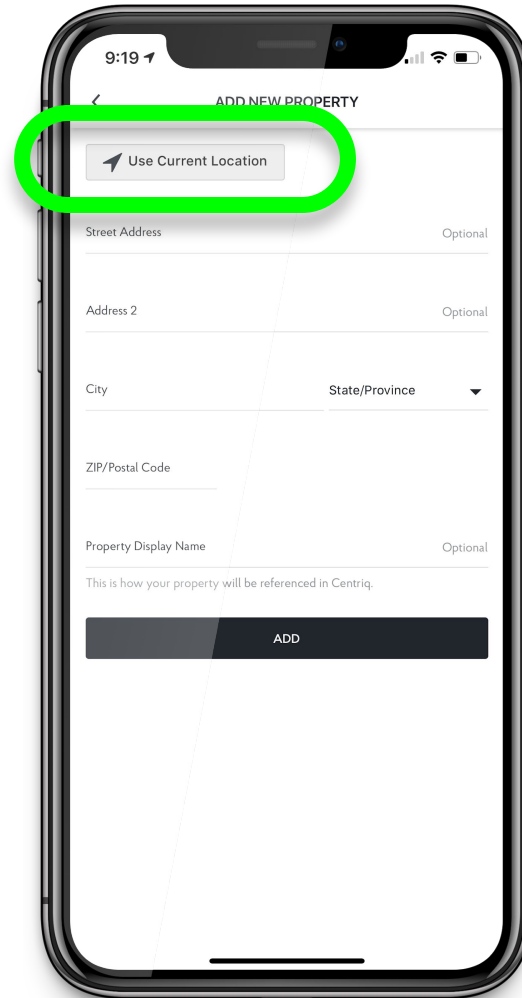 9:19
ADD NEW PROPERTY
Use Current Location
Street Address Optional
Address 2 Optional
City State/Province
ZIP/Postal Code
Property Display Name Optional
This is how your property will be referenced in Centriq.
ADD